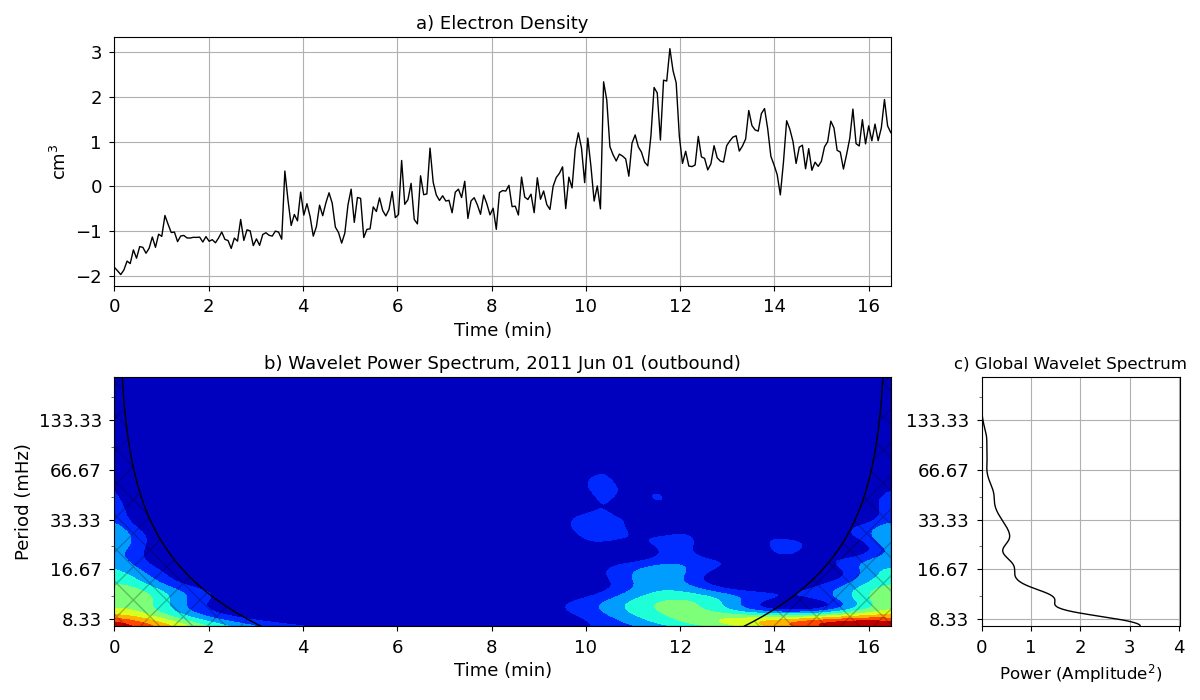 a) Electron Density
3
2
1
0
−1
−2
cm³
0 2 4 6 8 10 12 14 16
Time (min)
b) Wavelet Power Spectrum, 2011 Jun 01 (outbound)
133.33
66.67
33.33
16.67
8.33
Period (mHz)
0 2 4 6 8 10 12 14 16
Time (min)
c) Global Wavelet Spectrum
133.33
66.67
33.33
16.67
8.33
0 1 2 3 4
Power (Amplitude²)